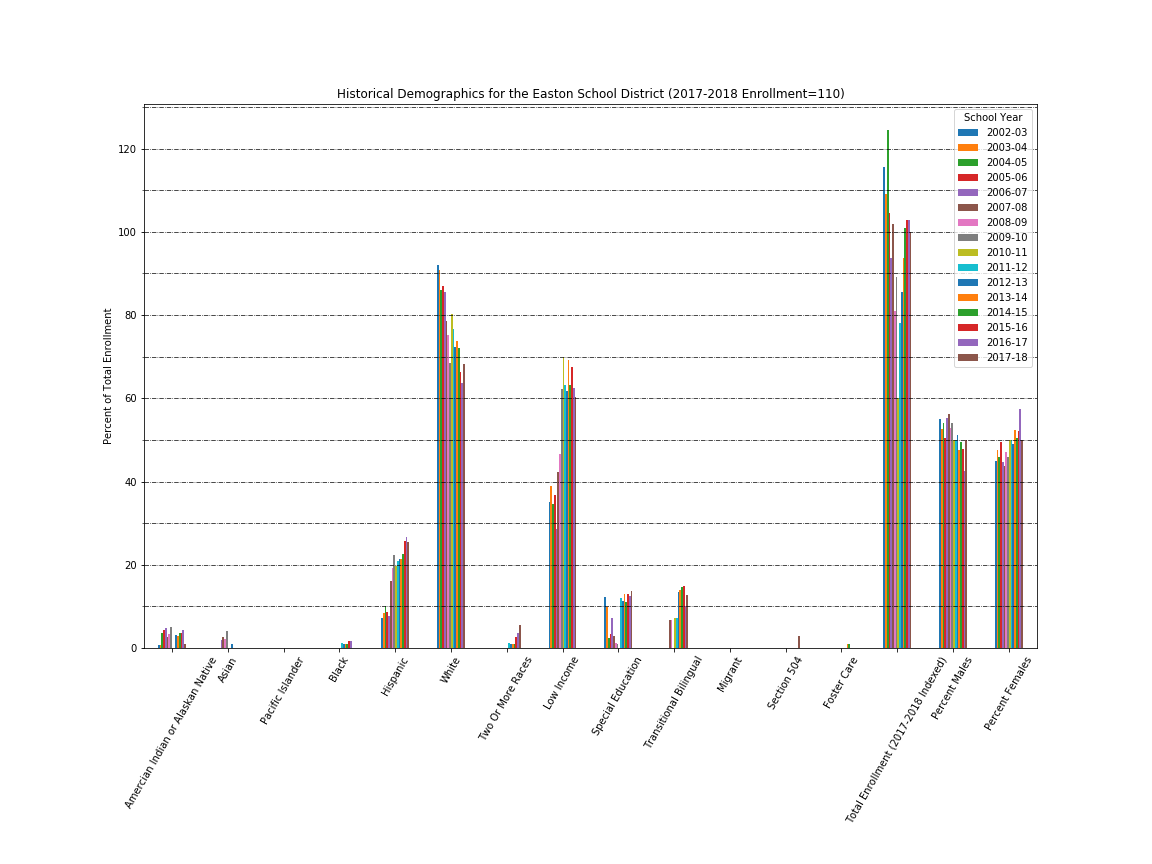 Historical Demographics for the Easton School District (2017-2018 Enrollment=110)
Percent of Total Enrollment
120
100
80
60
40
20
0
School Year
2002-03
2003-04
2004-05
2005-06
2006-07
2007-08
2008-09
2009-10
2010-11
2011-12
2012-13
2013-14
2014-15
2015-16
2016-17
2017-18
Amercian Indian or Alaskan Native
Asian
Pacific Islander
Black
Hispanic
White
Two Or More Races
Low Income
Special Education
Transitional Bilingual
Migrant
Section 504
Foster Care
Total Enrollment (2017-2018 Indexed)
Percent Males
Percent Females